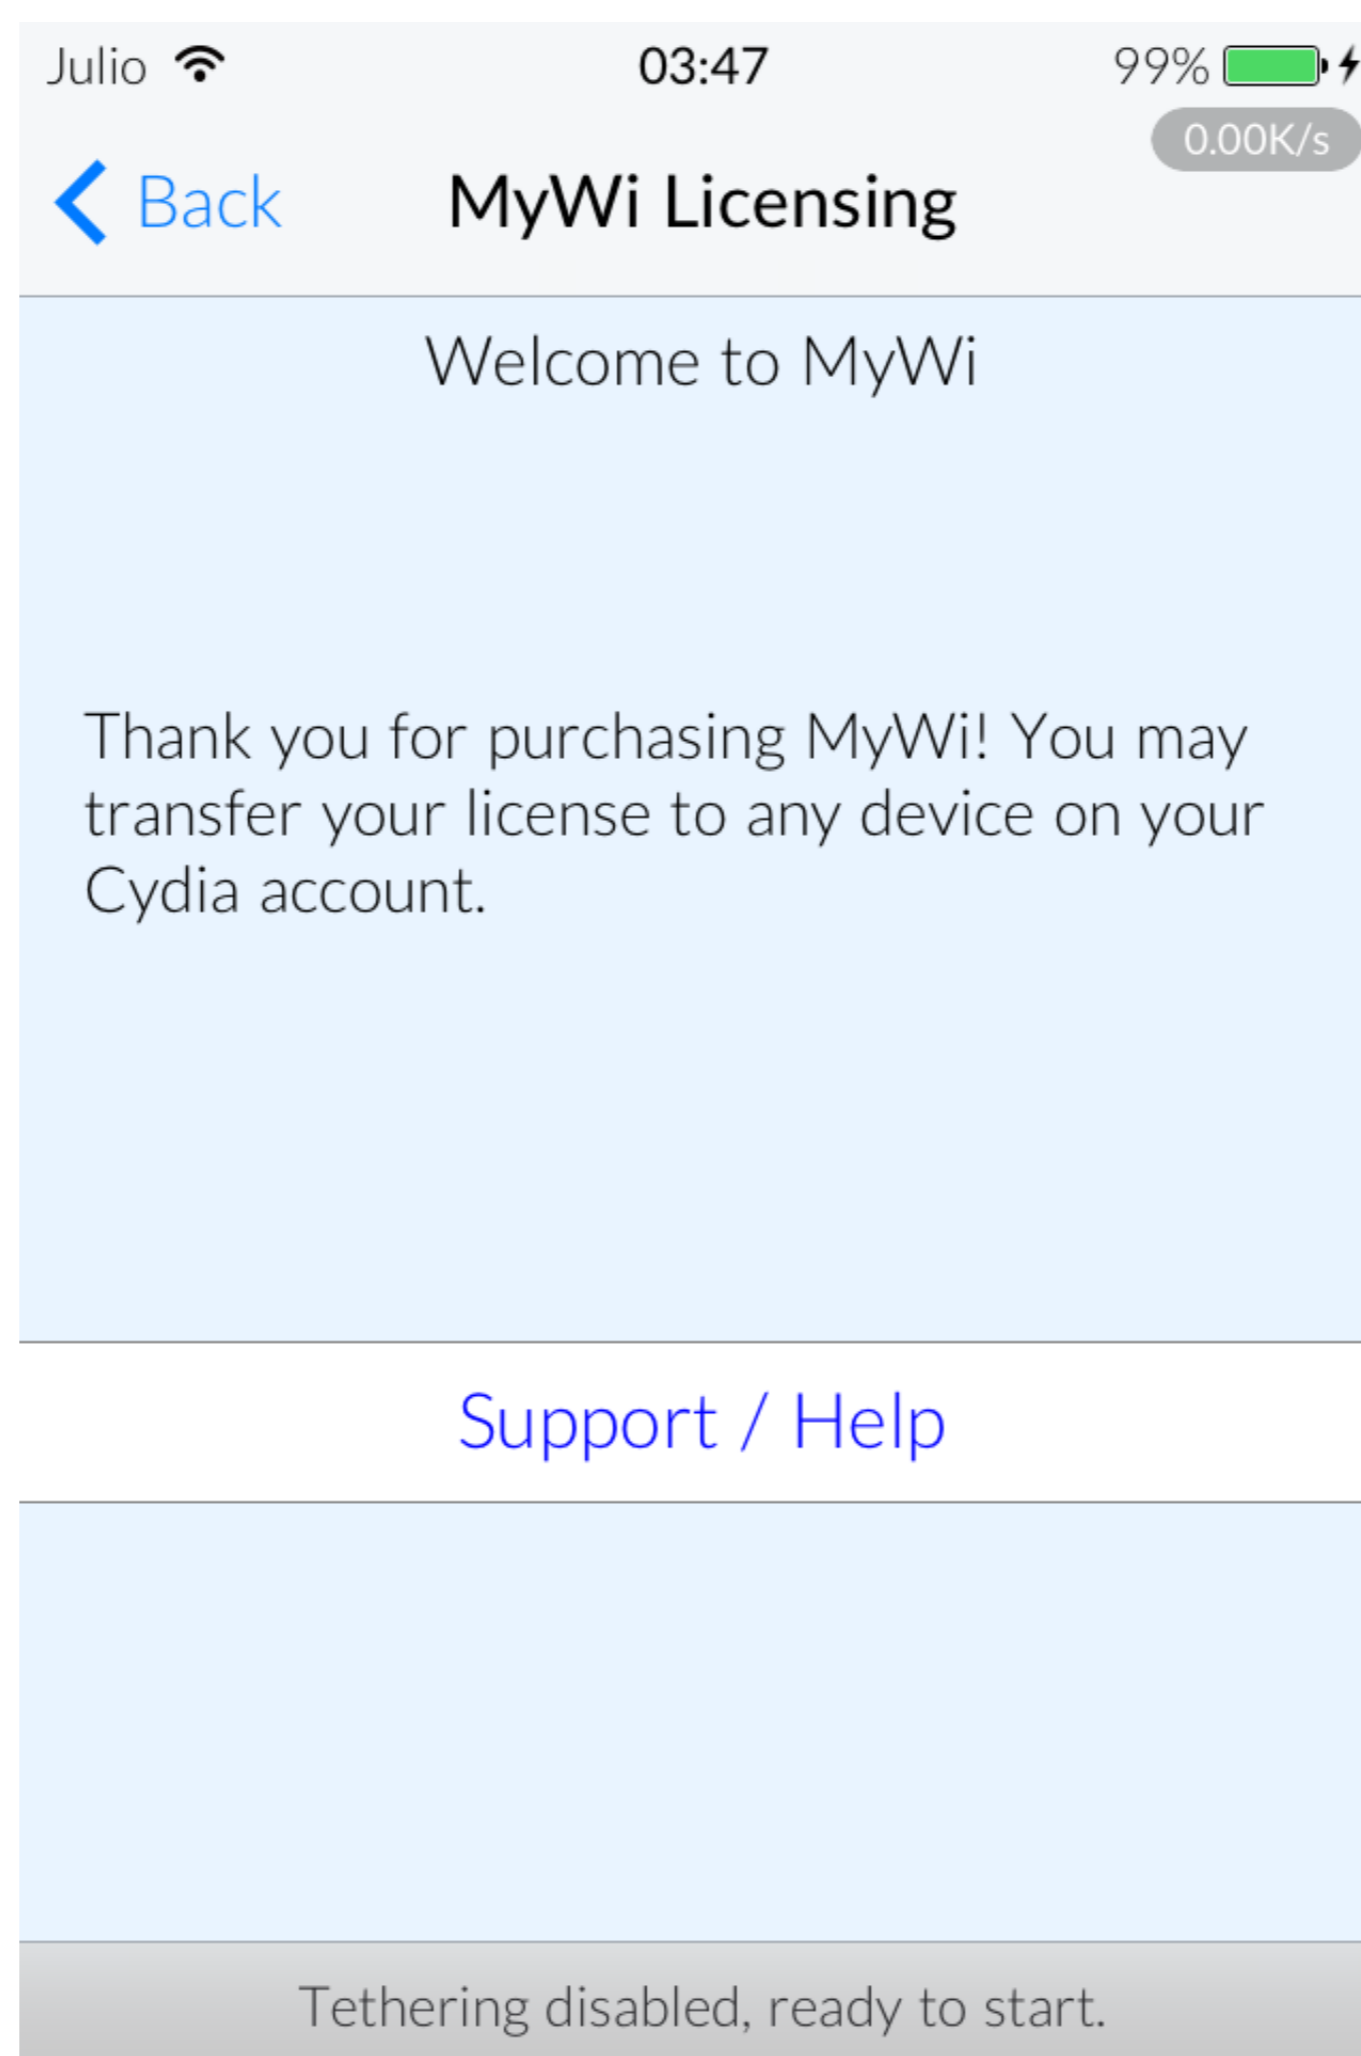 Julio 03:47 99%
0.00K/s
Back MyWi Licensing
Welcome to MyWi
Thank you for purchasing MyWi! You may
transfer your license to any device on your
Cydia account.
Support / Help
Tethering disabled, ready to start.